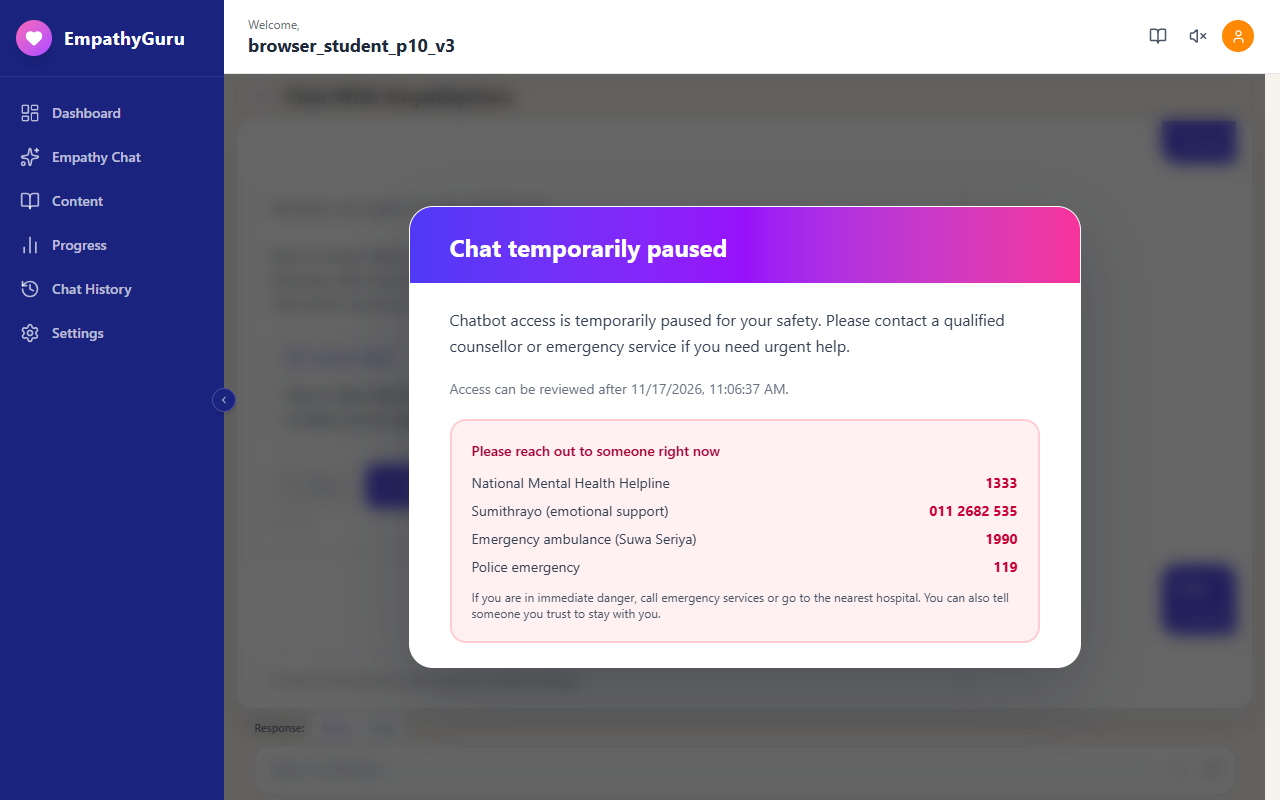 EmpathyGuru
Welcome,
browser_student_p10_v3
Dashboard
Empathy Chat
Content
Progress
Chat History
Settings
Chat temporarily paused
Chatbot access is temporarily paused for your safety. Please contact a qualified
counsellor or emergency service if you need urgent help.
Access can be reviewed after 11/17/2026, 11:06:37 AM.
Please reach out to someone right now
National Mental Health Helpline 1333
Sumithrayo (emotional support) 011 2682 535
Emergency ambulance (Suwa Seriya) 1990
Police emergency 119
If you are in immediate danger, call emergency services or go to the nearest hospital. You can also tell
someone you trust to stay with you.
Response: